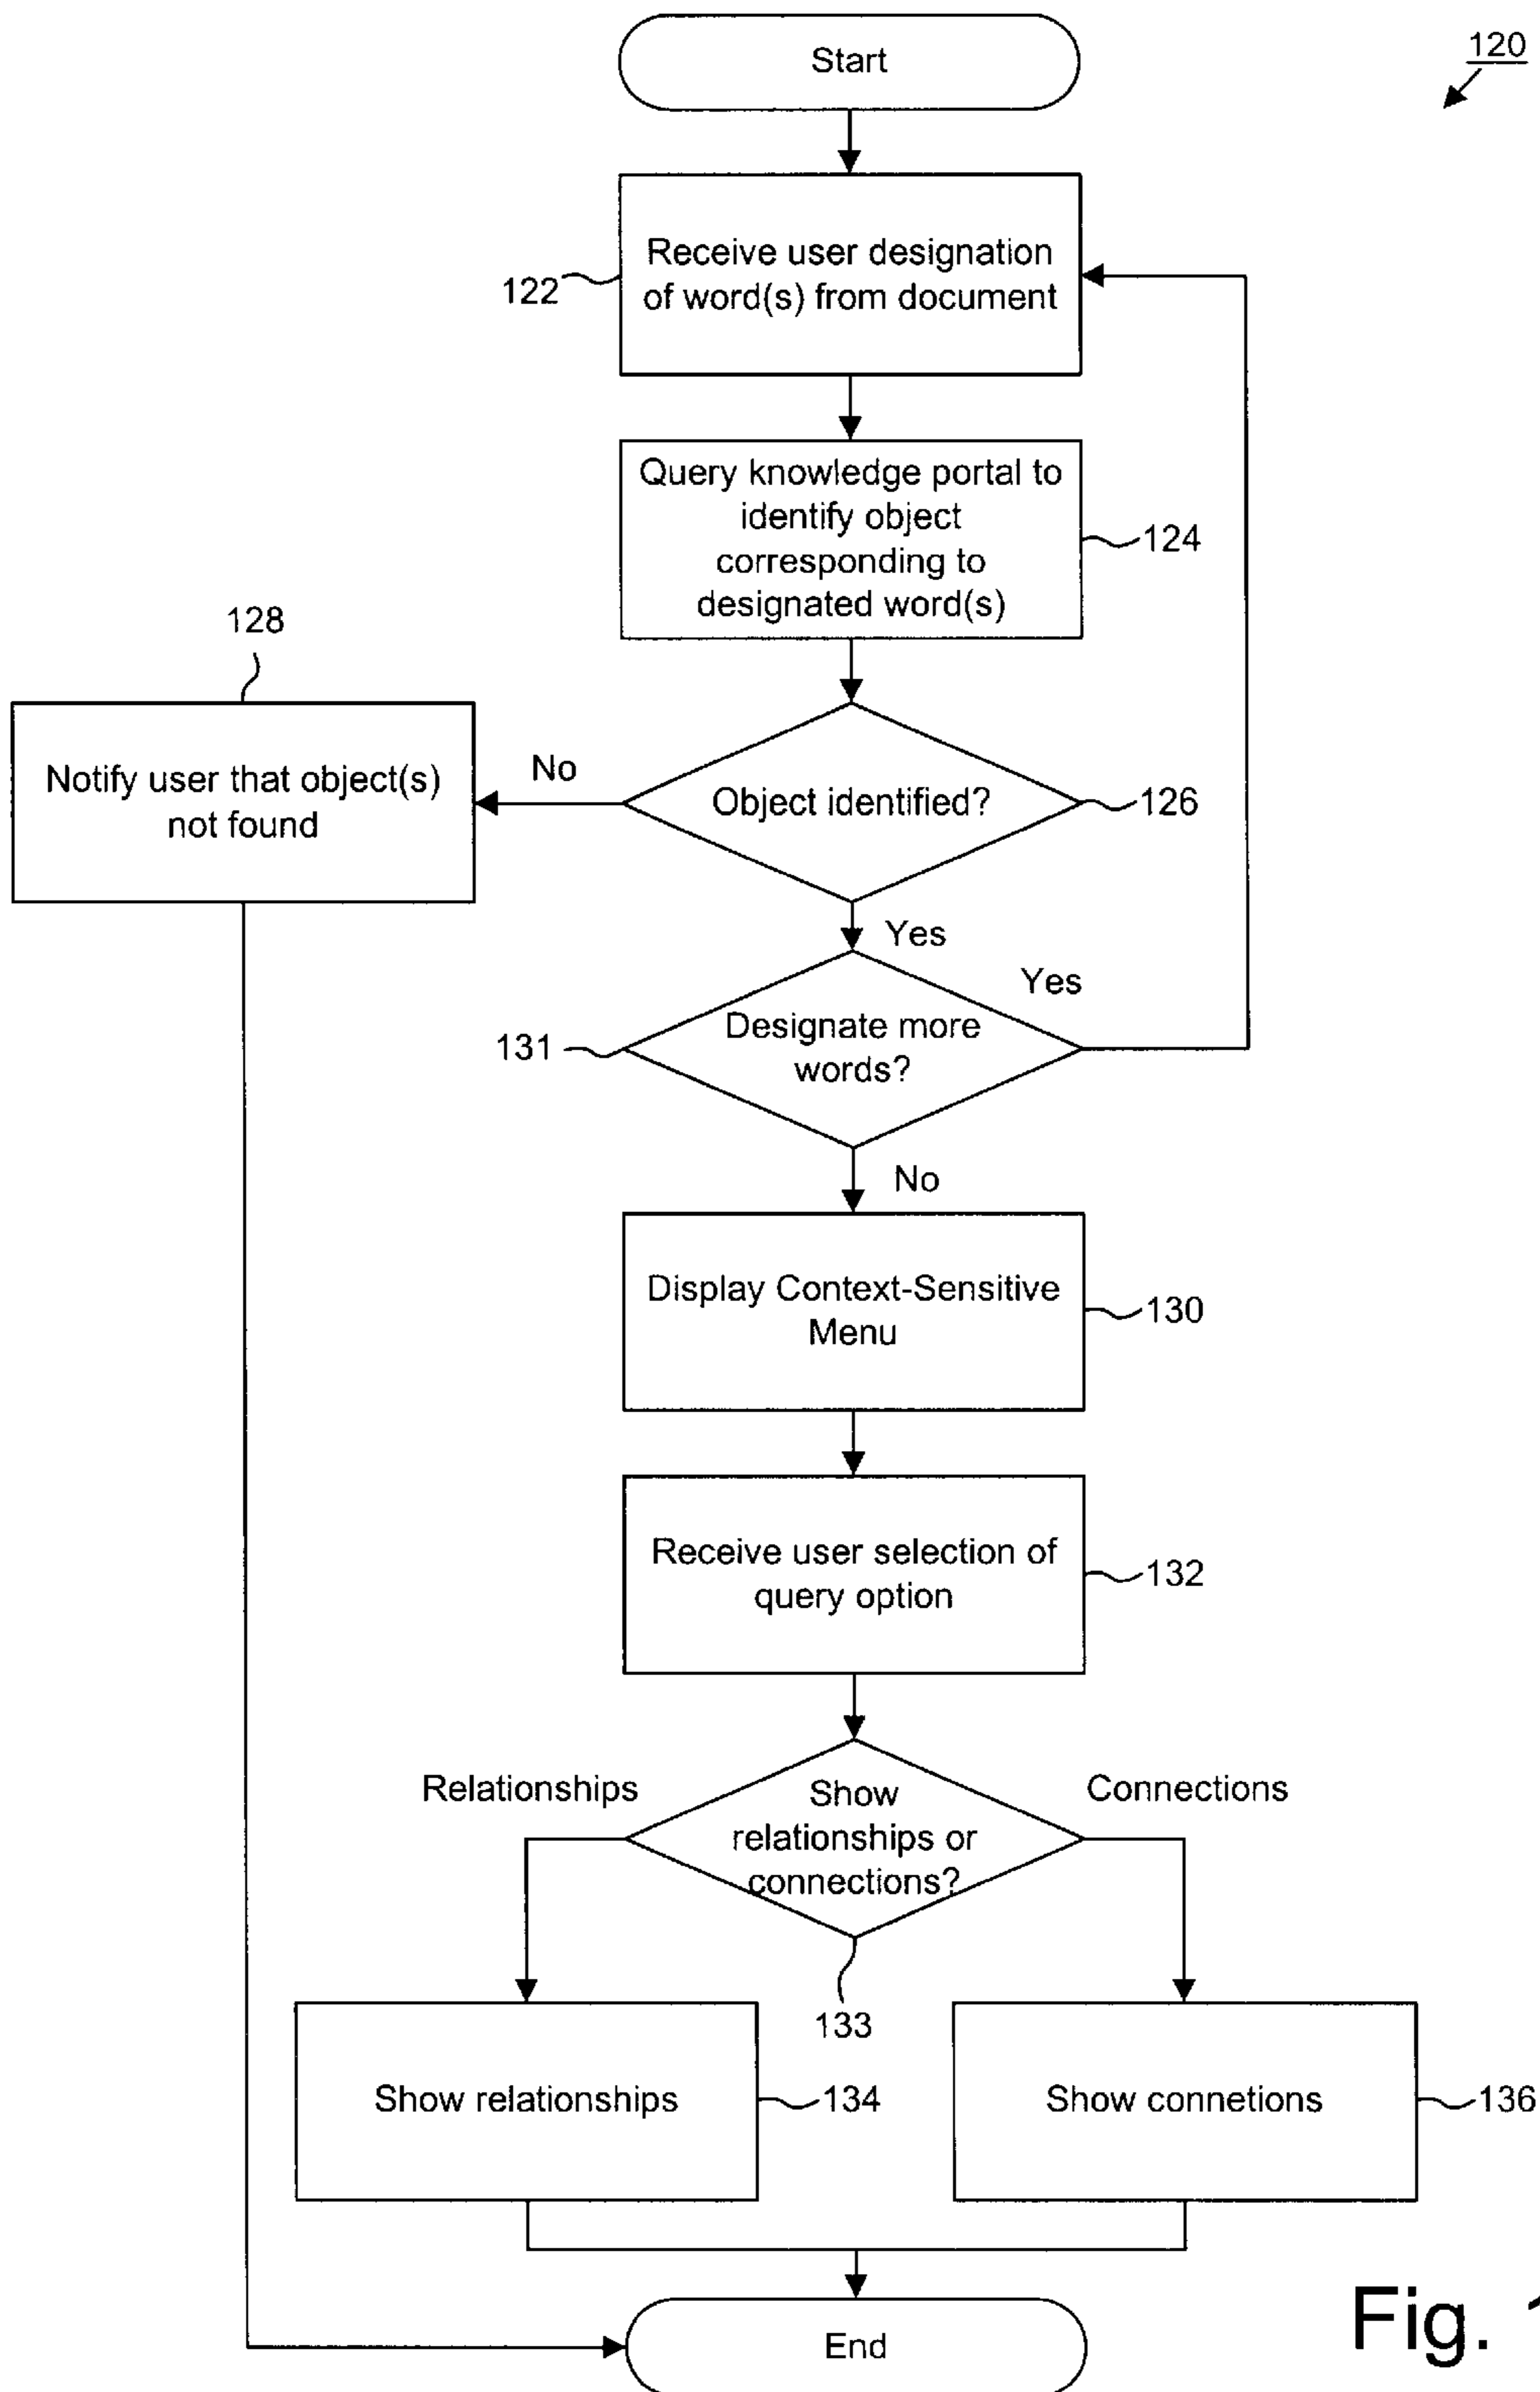 Start
120
Receive user designation
of word(s) from document
122
Query knowledge portal to
identify object
corresponding to
designated word(s)
124
128
Notify user that object(s)
not found
No
Object identified?
126
Yes
Yes
Designate more
words?
131
No
Display Context-Sensitive
Menu
130
Receive user selection of
query option
132
Relationships
Show
relationships or
connections?
Connections
133
Show relationships
134
Show connetions
136
Fig.
End